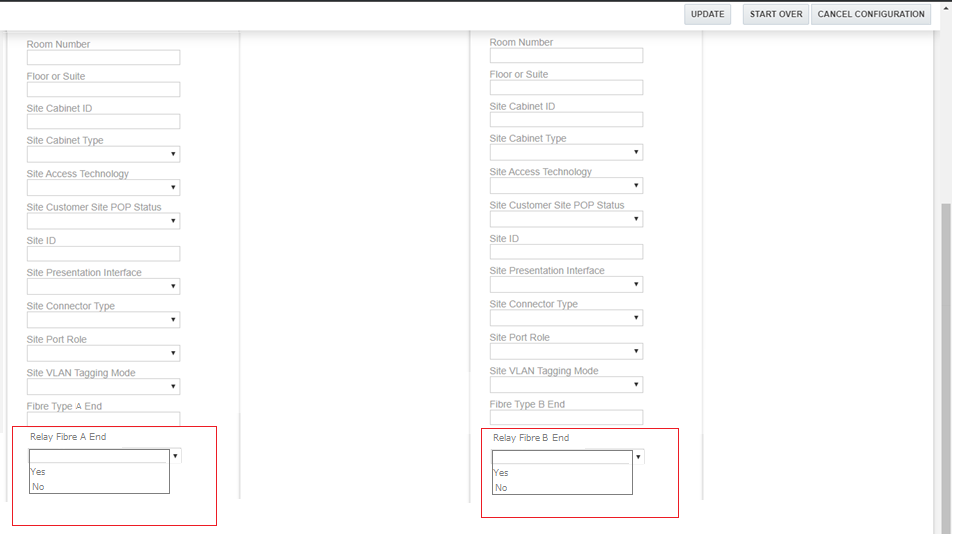 UPDATE
START OVER
CANCEL CONFIGURATION
Room Number
Floor or Suite
Site Cabinet ID
Site Cabinet Type
Site Access Technology
Site Customer Site POP Status
Site ID
Site Presentation Interface
Site Connector Type
Site Port Role
Site VLAN Tagging Mode
Fibre Type A End
Relay Fibre A End
Yes
No
Room Number
Floor or Suite
Site Cabinet ID
Site Cabinet Type
Site Access Technology
Site Customer Site POP Status
Site ID
Site Presentation Interface
Site Connector Type
Site Port Role
Site VLAN Tagging Mode
Fibre Type B End
Relay Fibre B End
Yes
No